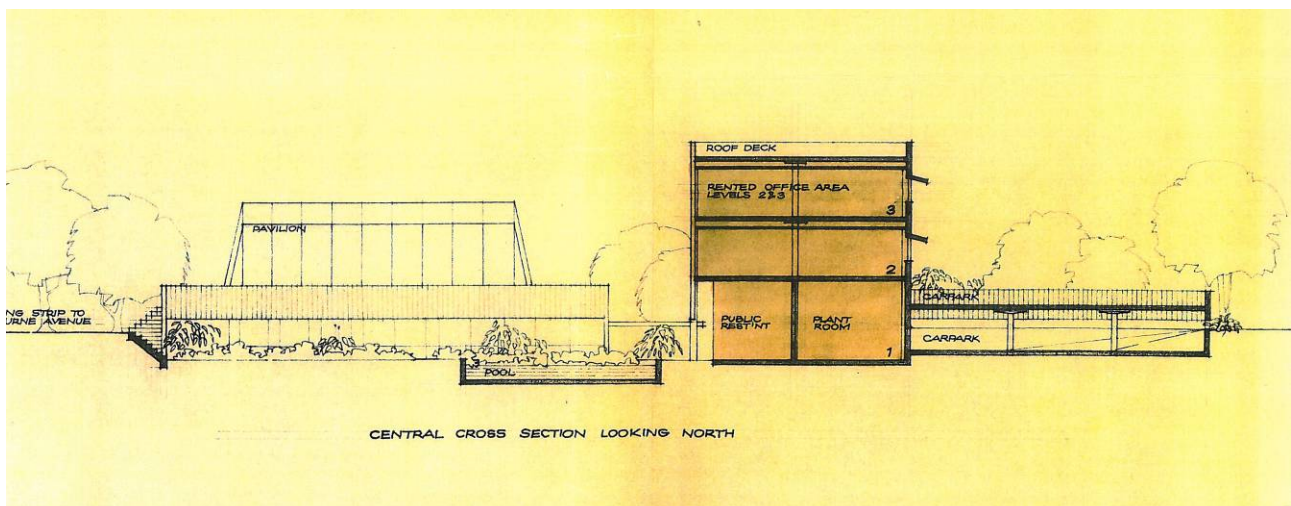 ROOF DECK
RENTED OFFICE AREA
LEVELS 2&3
3
PAVILION
2
NG STRIP TO
URNE AVENUE
CARPARK
PUBLIC
REST'NT
PLANT
ROOM
CARPARK
1
POOL
CENTRAL CROSS SECTION LOOKING NORTH